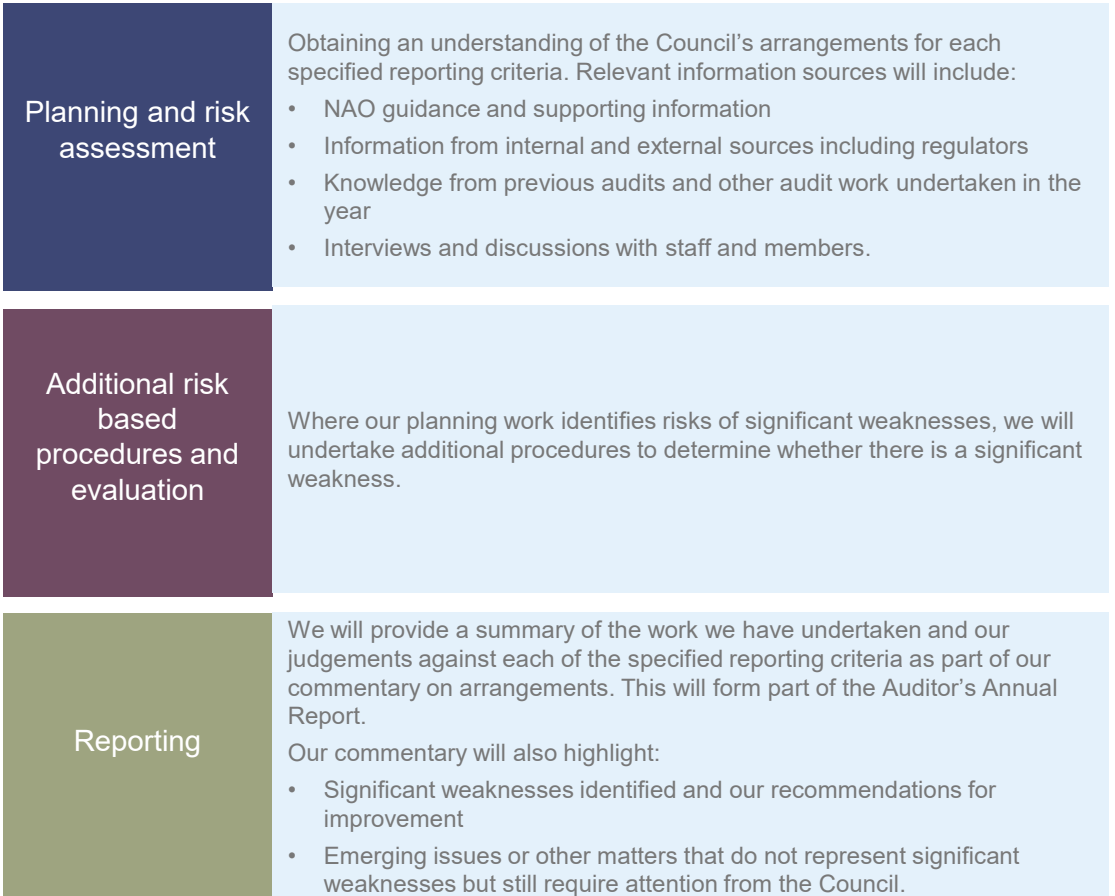 Planning and risk
assessment
Obtaining an understanding of the Council’s arrangements for each
specified reporting criteria. Relevant information sources will include:
• NAO guidance and supporting information
• Information from internal and external sources including regulators
• Knowledge from previous audits and other audit work undertaken in the
year
• Interviews and discussions with staff and members.
Additional risk
based
procedures and
evaluation
Where our planning work identifies risks of significant weaknesses, we will
undertake additional procedures to determine whether there is a significant
weakness.
Reporting
We will provide a summary of the work we have undertaken and our
judgements against each of the specified reporting criteria as part of our
commentary on arrangements. This will form part of the Auditor’s Annual
Report.
Our commentary will also highlight:
• Significant weaknesses identified and our recommendations for
improvement
• Emerging issues or other matters that do not represent significant
weaknesses but still require attention from the Council.